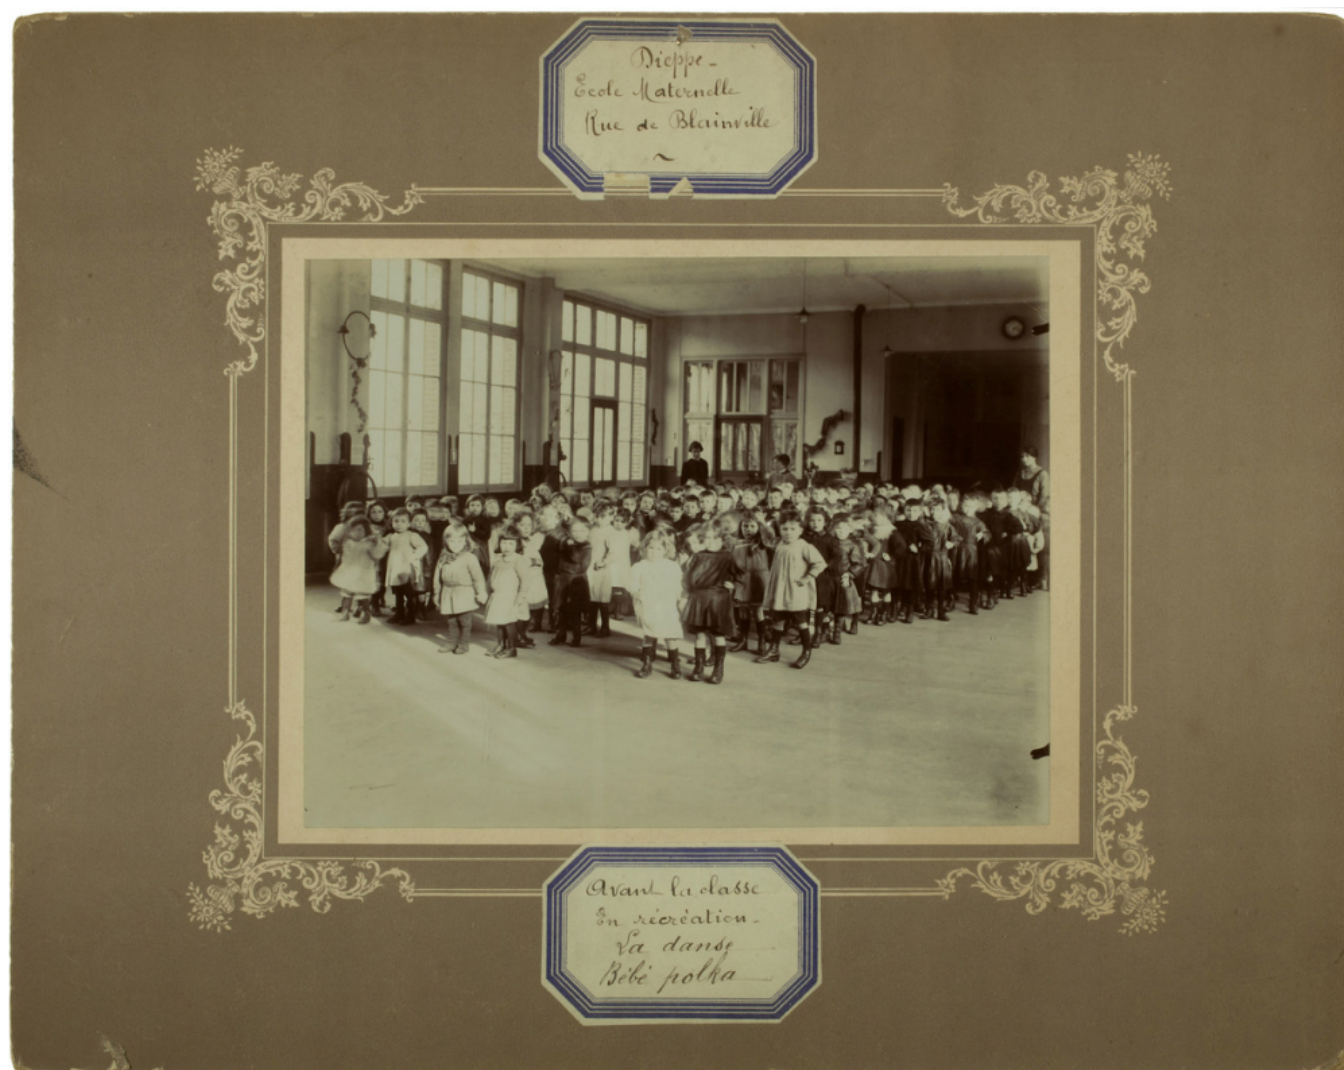 Dieppe -
Ecole Maternelle
Rue de Blainville
~
Avant la classe
En récréation -
La danse
Bébé polka